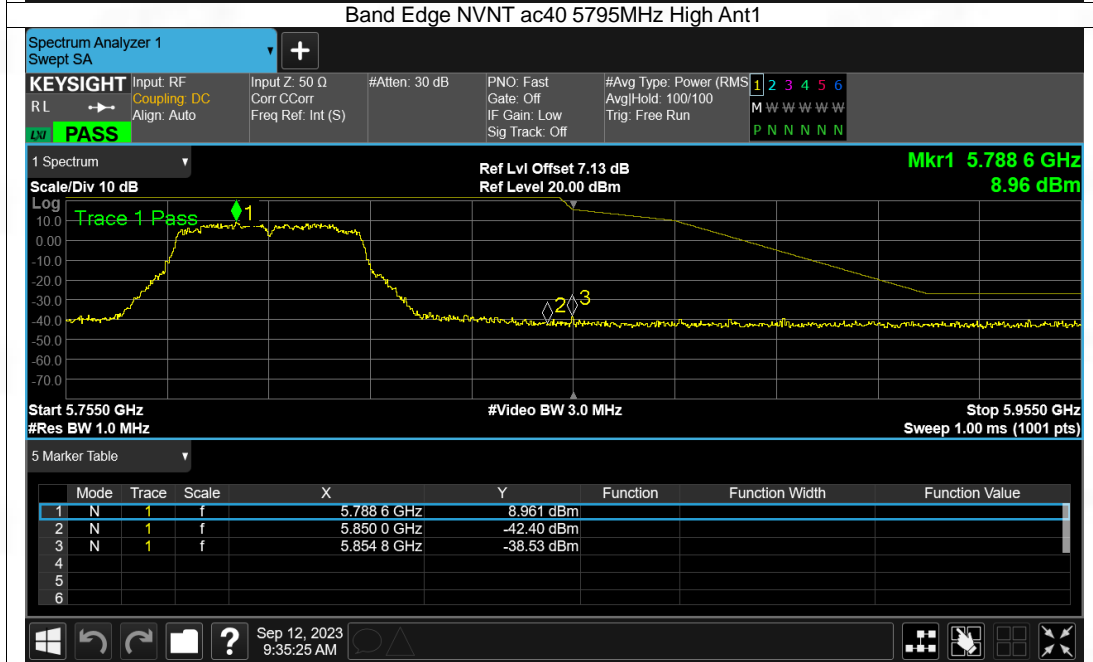 Band Edge NVNT ac40 5795MHz High Ant1
Spectrum Analyzer 1
Swept SA
+
KEYSIGHT
R L
LXI PASS
Input: RF
Coupling: DC
Align: Auto
Input Z: 50 Ω
Corr CCorr
Freq Ref: Int (S)
#Atten: 30 dB
PNO: Fast
Gate: Off
IF Gain: Low
Sig Track: Off
#Avg Type: Power (RMS
Avg|Hold: 100/100
Trig: Free Run
1 2 3 4 5 6
M W W W W W
P N N N N N
1 Spectrum
Scale/Div 10 dB
Ref Lvl Offset 7.13 dB
Ref Level 20.00 dBm
Mkr1 5.788 6 GHz
8.96 dBm
Log
Trace 1 Pass
1
2
3
10.0
0.00
-10.0
-20.0
-30.0
-40.0
-50.0
-60.0
-70.0
Start 5.7550 GHz
#Res BW 1.0 MHz
#Video BW 3.0 MHz
Stop 5.9550 GHz
Sweep 1.00 ms (1001 pts)
5 Marker Table
Mode Trace Scale X Y Function Function Width Function Value
1 N 1 f 5.788 6 GHz 8.961 dBm
2 N 1 f 5.850 0 GHz -42.40 dBm
3 N 1 f 5.854 8 GHz -38.53 dBm
4
5
6
?
Sep 12, 2023
9:35:25 AM